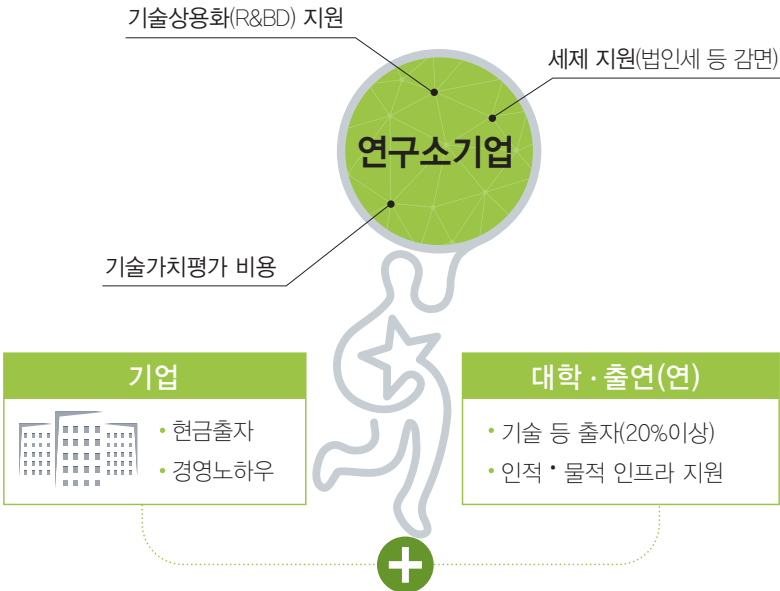 기술상용화(R&BD) 지원
세제 지원(법인세 등 감면)
연구소기업
기술가치평가 비용
기업
• 현금출자
• 경영노하우
대학 · 출연(연)
• 기술 등 출자(20%이상)
• 인적 • 물적 인프라 지원
+